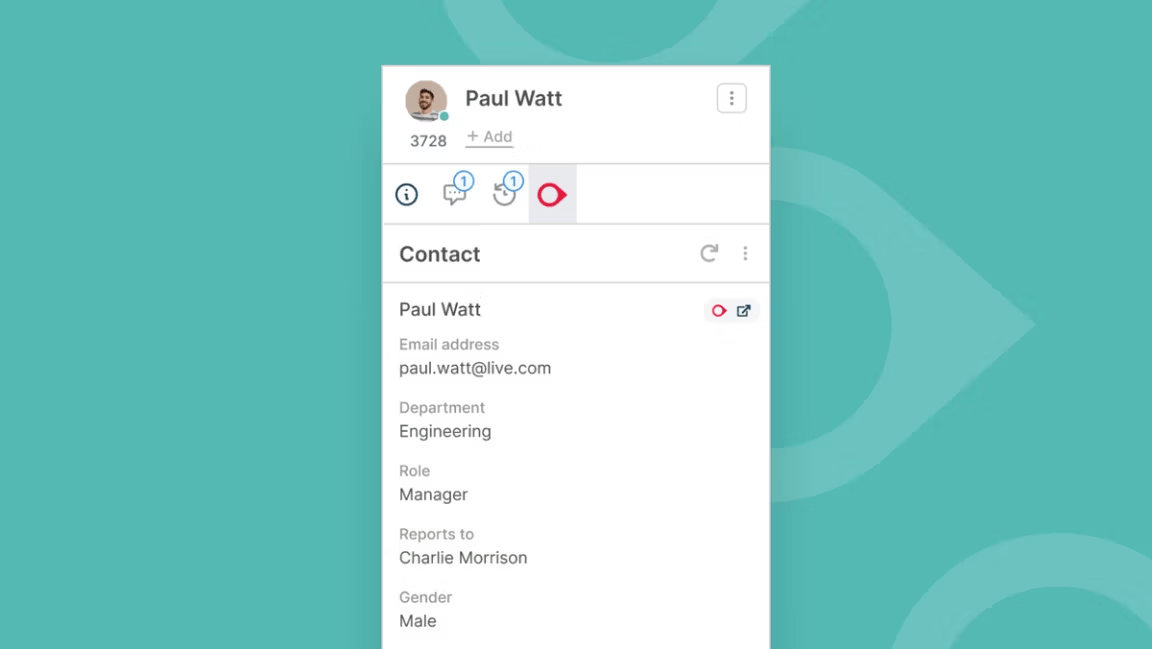 Paul Watt
3728
+ Add
1
1
Contact
Paul Watt
Email address
paul.watt@live.com
Department
Engineering
Role
Manager
Reports to
Charlie Morrison
Gender
Male